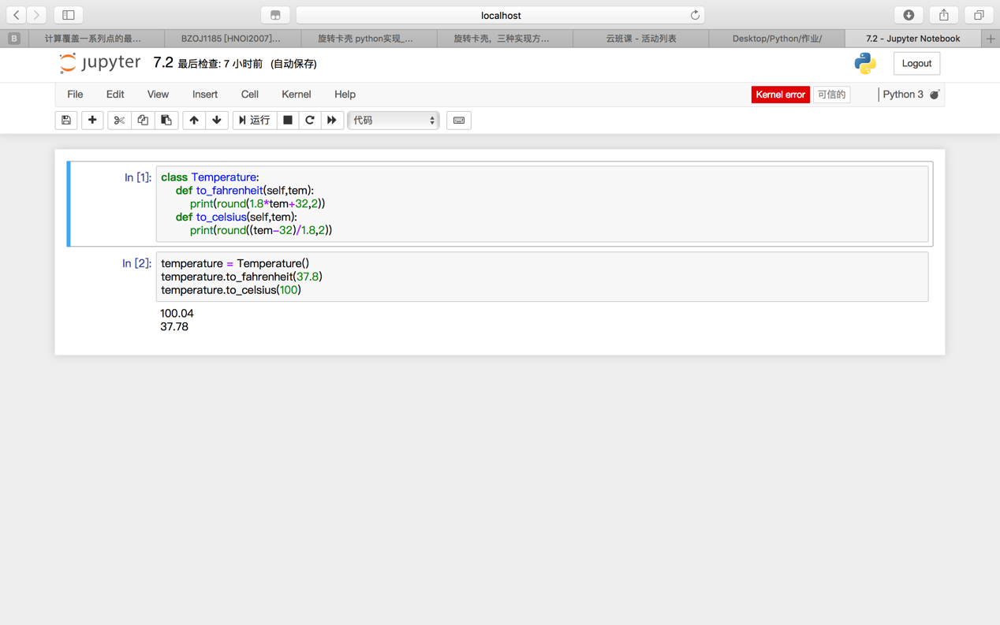 localhost
B
计算覆盖一系列点的最...
BZOJ1185 [HNOI2007]...
旋转卡壳 python实现_...
旋转卡壳，三种实现方...
云班课 - 活动列表
Desktop/Python/作业/
7.2 - Jupyter Notebook
jupyter 7.2 最后检查: 7 小时前 (自动保存)
Logout
File Edit View Insert Cell Kernel Help
Kernel error 可信的 Python 3
运行 代码
In [1]: class Temperature:
def to_fahrenheit(self,tem):
print(round(1.8*tem+32,2))
def to_celsius(self,tem):
print(round((tem-32)/1.8,2))
In [2]: temperature = Temperature()
temperature.to_fahrenheit(37.8)
temperature.to_celsius(100)
100.04
37.78